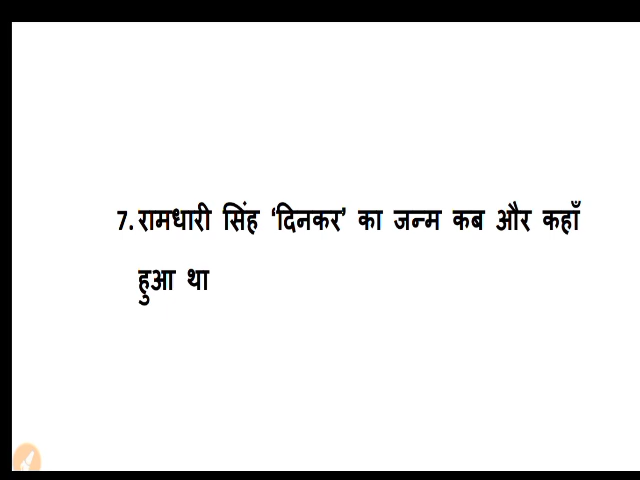 7. रामधारी सिंह ‘दिनकर’ का जन्म कब और कहाँ
हुआ था